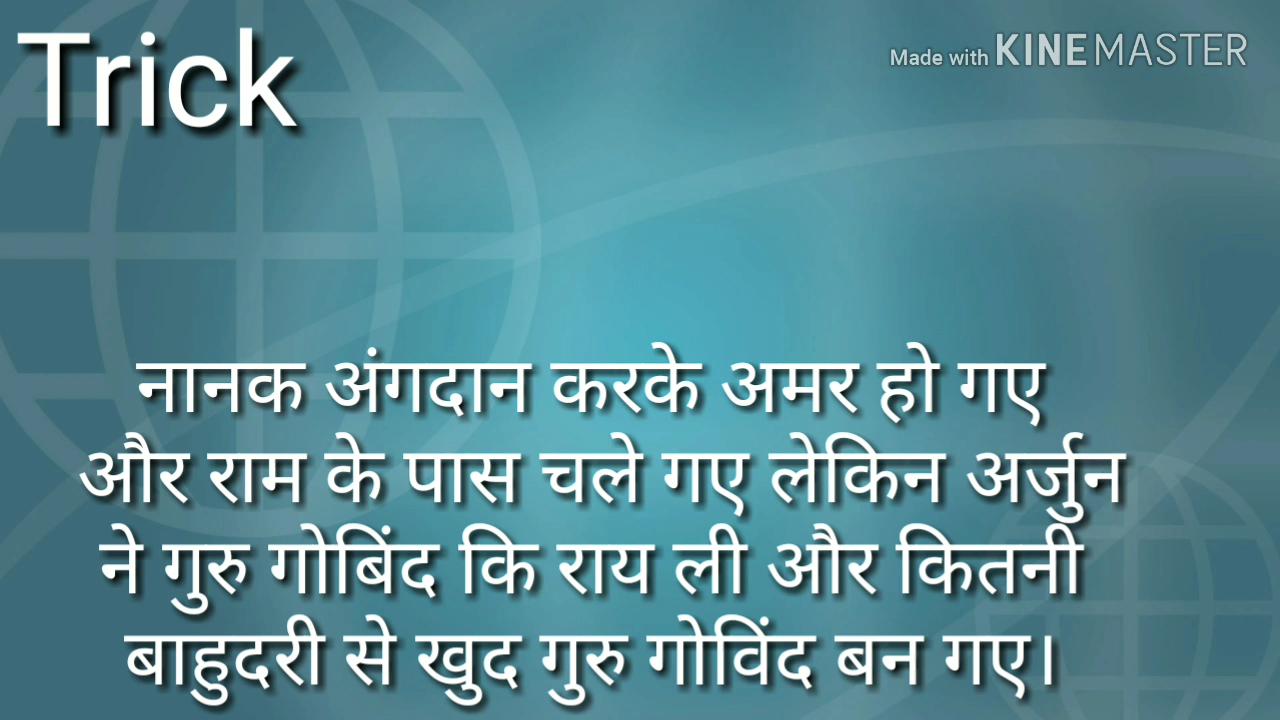 Trick
Made with KINEMASTER
नानक अंगदान करके अमर हो गए
और राम के पास चले गए लेकिन अर्जुन
ने गुरु गोबिंद कि राय ली और कितनी
बाहुदरी से खुद गुरु गोविंद बन गए।